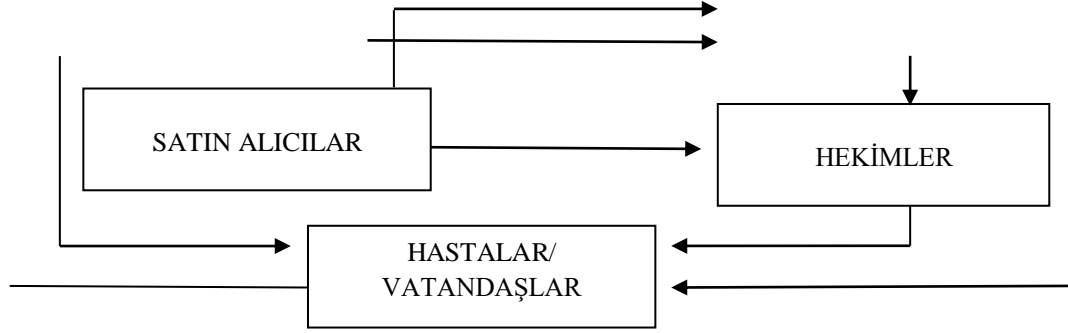 SATIN ALICILAR
HEKİMLER
HASTALAR/
VATANDAŞLAR